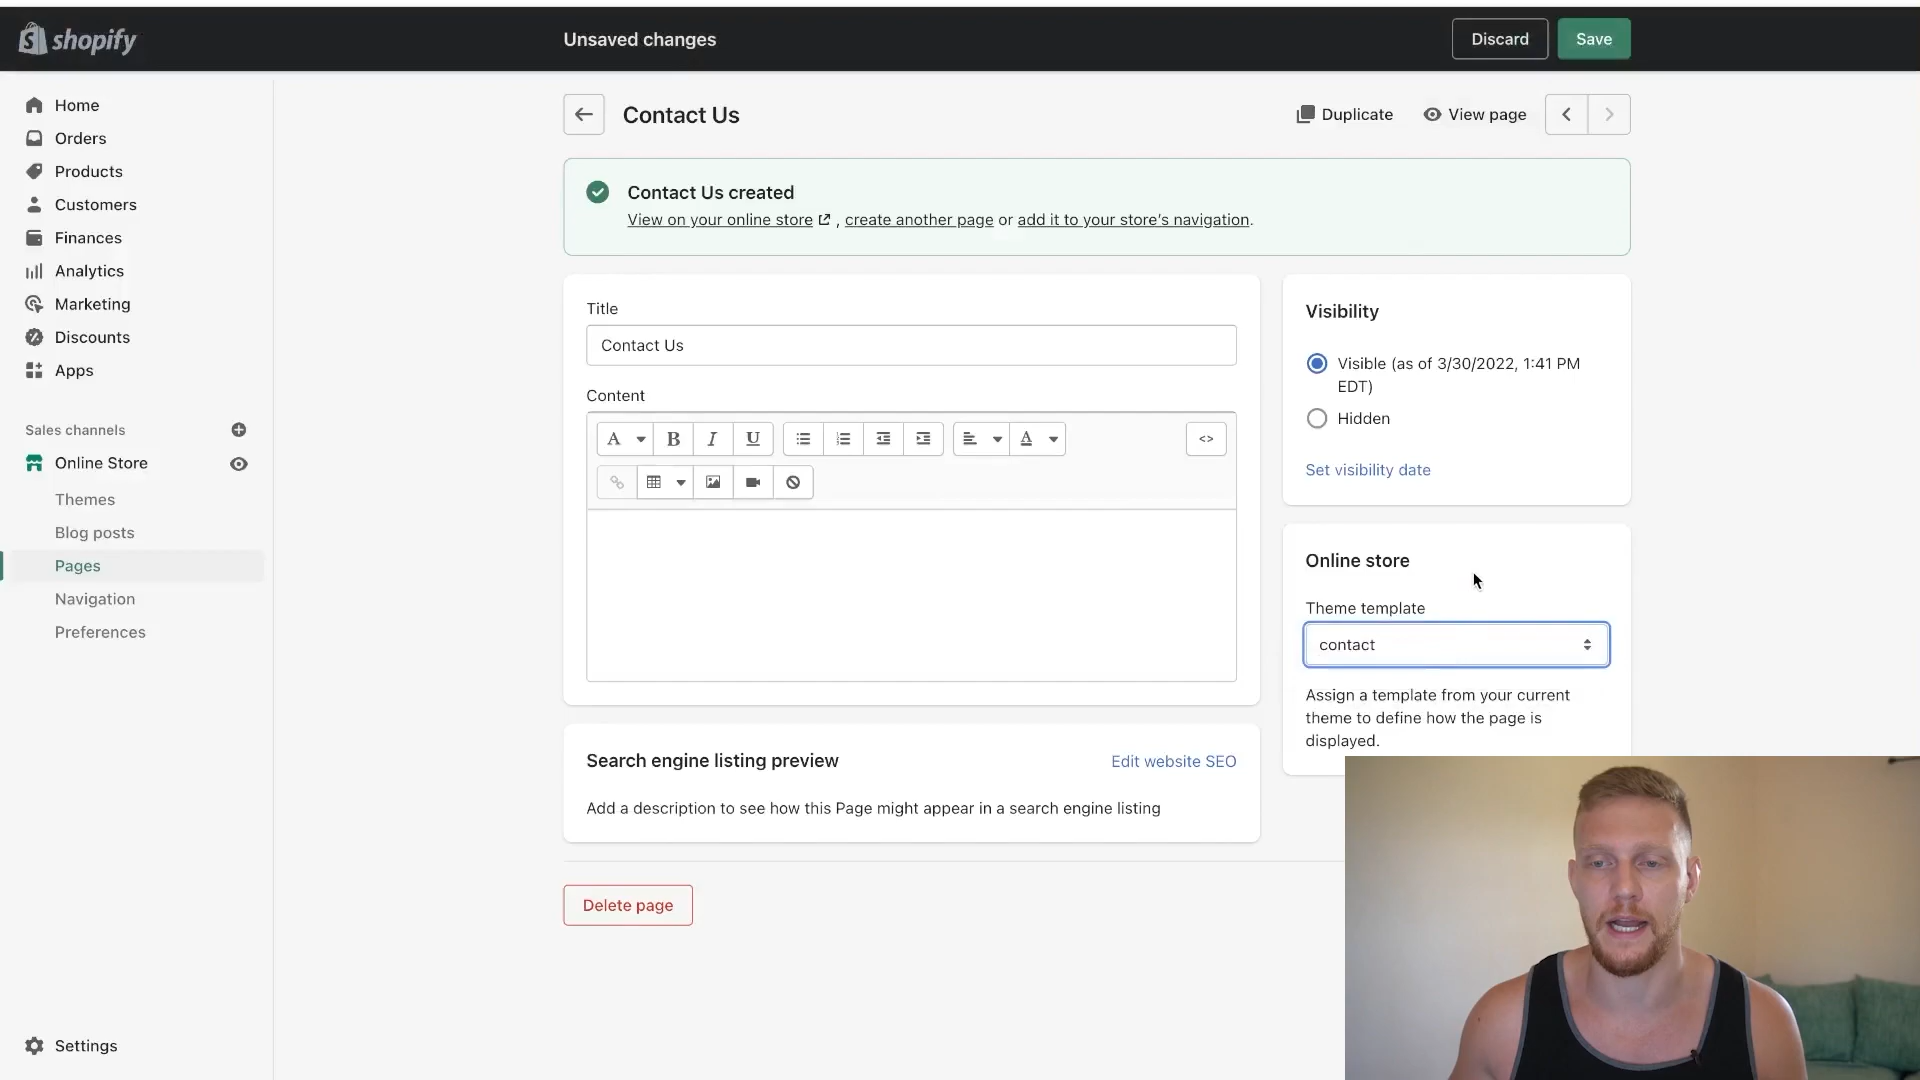 shopify
Unsaved changes
Discard
Save
Home
Orders
Products
Customers
Finances
Analytics
Marketing
Discounts
Apps
Sales channels
Online Store
Themes
Blog posts
Pages
Navigation
Preferences
Settings
Contact Us
Duplicate
View page
Contact Us created
View on your online store , create another page or add it to your store's navigation.
Title
Contact Us
Content
A B I U A <>
Search engine listing preview
Edit website SEO
Add a description to see how this Page might appear in a search engine listing
Delete page
Visibility
Visible (as of 3/30/2022, 1:41 PM
EDT)
Hidden
Set visibility date
Online store
Theme template
contact
Assign a template from your current
theme to define how the page is
displayed.